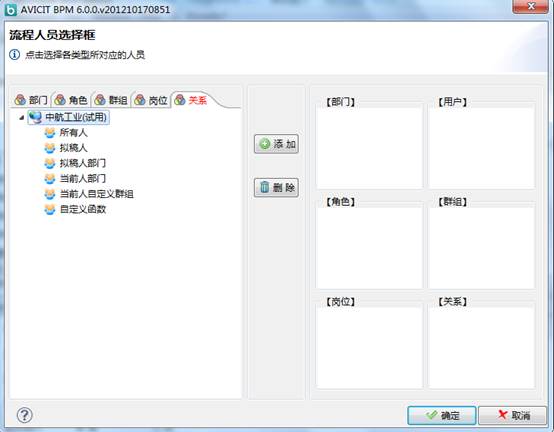 AVICIT BPM 6.0.0.v201210170851
流程人员选择框
点击选择各类型所对应的人员
部门 角色 群组 岗位 关系
中航工业(试用)
所有人
拟稿人
拟稿人部门
当前人部门
当前人自定义群组
自定义函数
添 加
删 除
【部门】 【用户】
【角色】 【群组】
【岗位】 【关系】
确定 取消